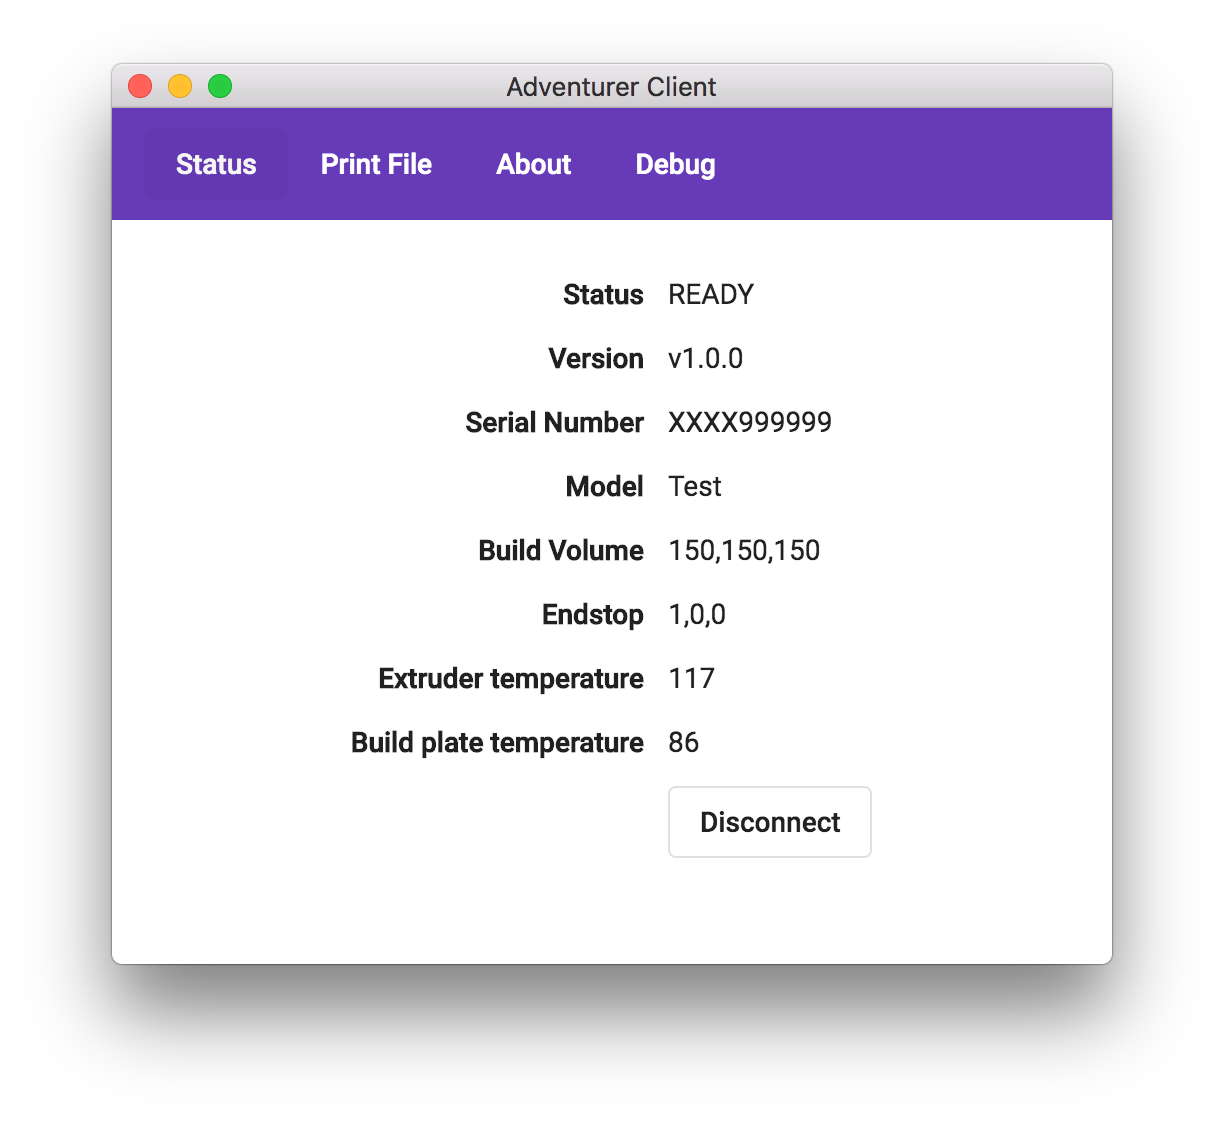 Adventurer Client
Status Print File About Debug
Status READY
Version v1.0.0
Serial Number XXXX999999
Model Test
Build Volume 150,150,150
Endstop 1,0,0
Extruder temperature 117
Build plate temperature 86
Disconnect